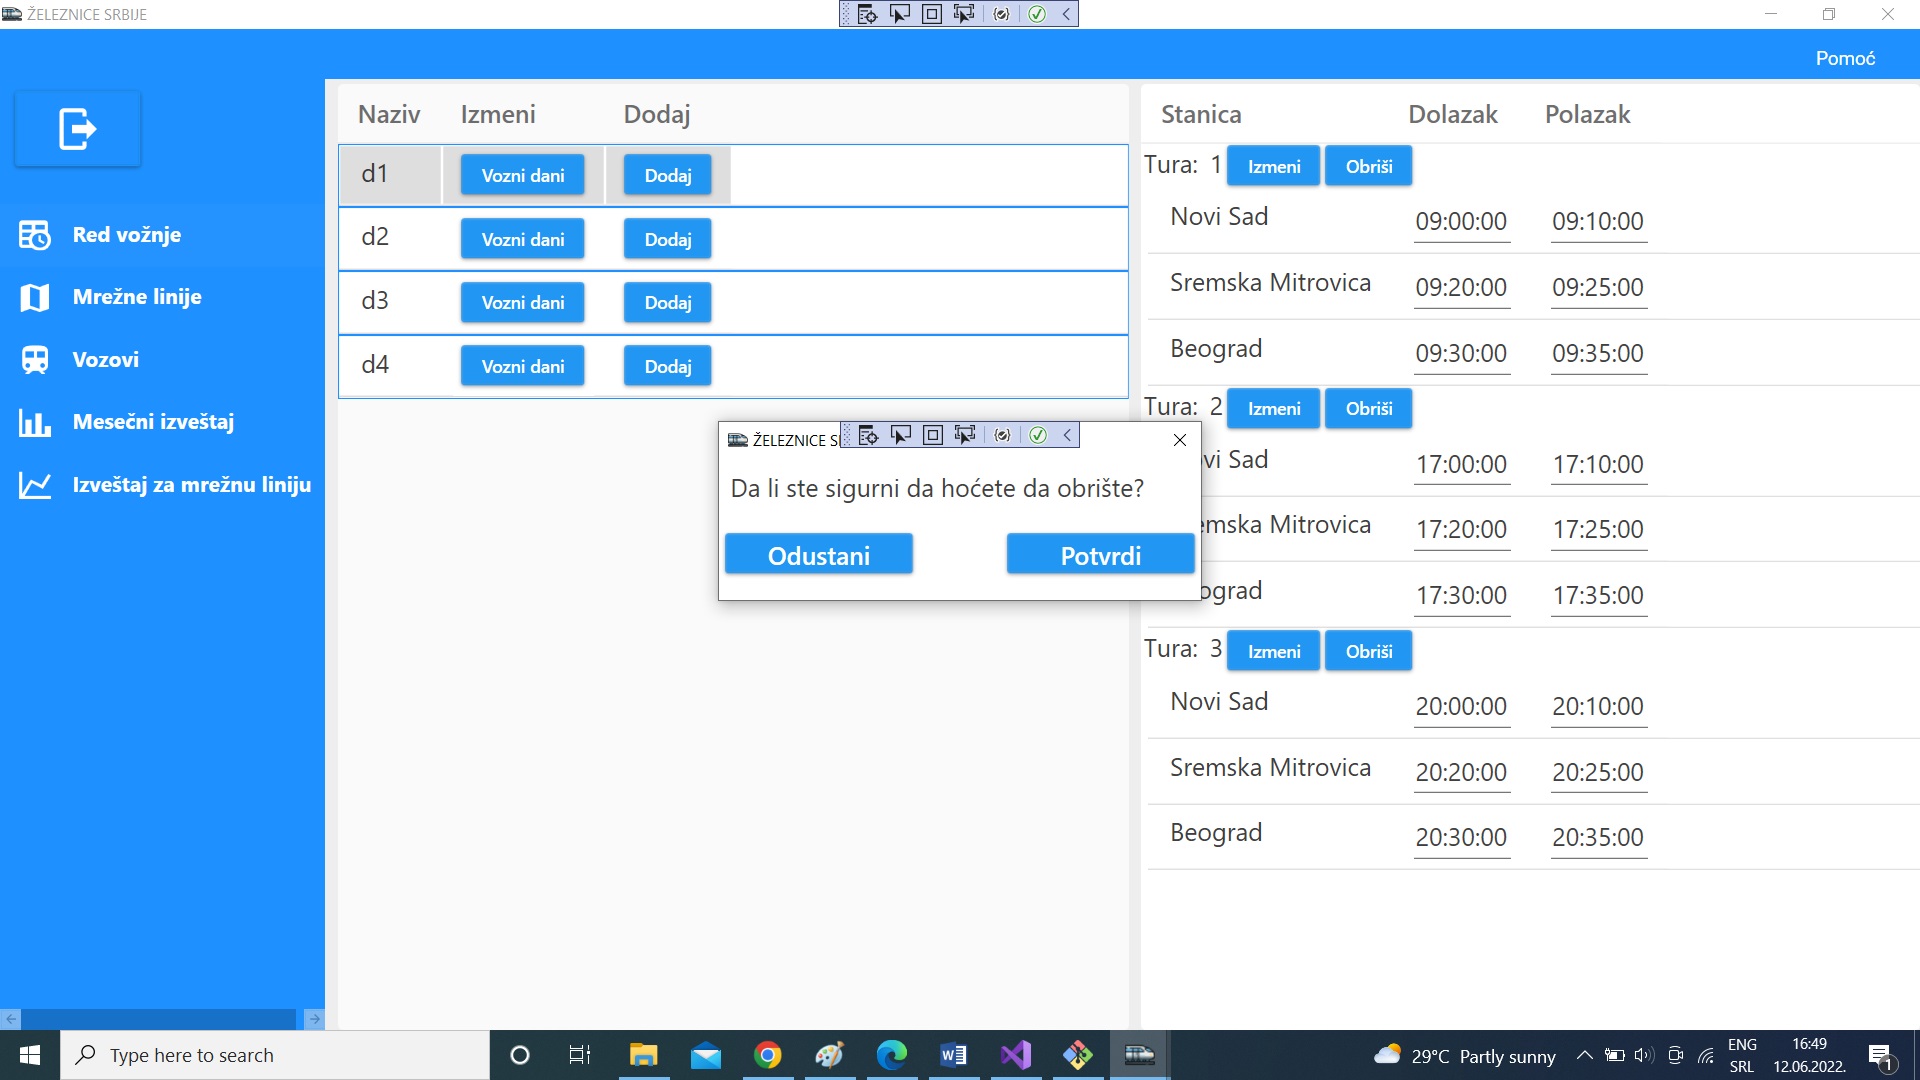 ŽELEZNICE SRBIJE
Pomoć
Red vožnje
Mrežne linije
Vozovi
Mesečni izveštaj
Izveštaj za mrežnu liniju
Naziv Izmeni Dodaj
d1 Vozni dani Dodaj
d2 Vozni dani Dodaj
d3 Vozni dani Dodaj
d4 Vozni dani Dodaj
Stanica Dolazak Polazak
Tura: 1 Izmeni Obriši
Novi Sad 09:00:00 09:10:00
Sremska Mitrovica 09:20:00 09:25:00
Beograd 09:30:00 09:35:00
Tura: 2 Izmeni Obriši
vi Sad 17:00:00 17:10:00
emska Mitrovica 17:20:00 17:25:00
ograd 17:30:00 17:35:00
Tura: 3 Izmeni Obriši
Novi Sad 20:00:00 20:10:00
Sremska Mitrovica 20:20:00 20:25:00
Beograd 20:30:00 20:35:00
ŽELEZNICE S
Da li ste sigurni da hoćete da obrište?
Odustani Potvrdi
Type here to search
29°C Partly sunny
ENG
SRL
16:49
12.06.2022.
1